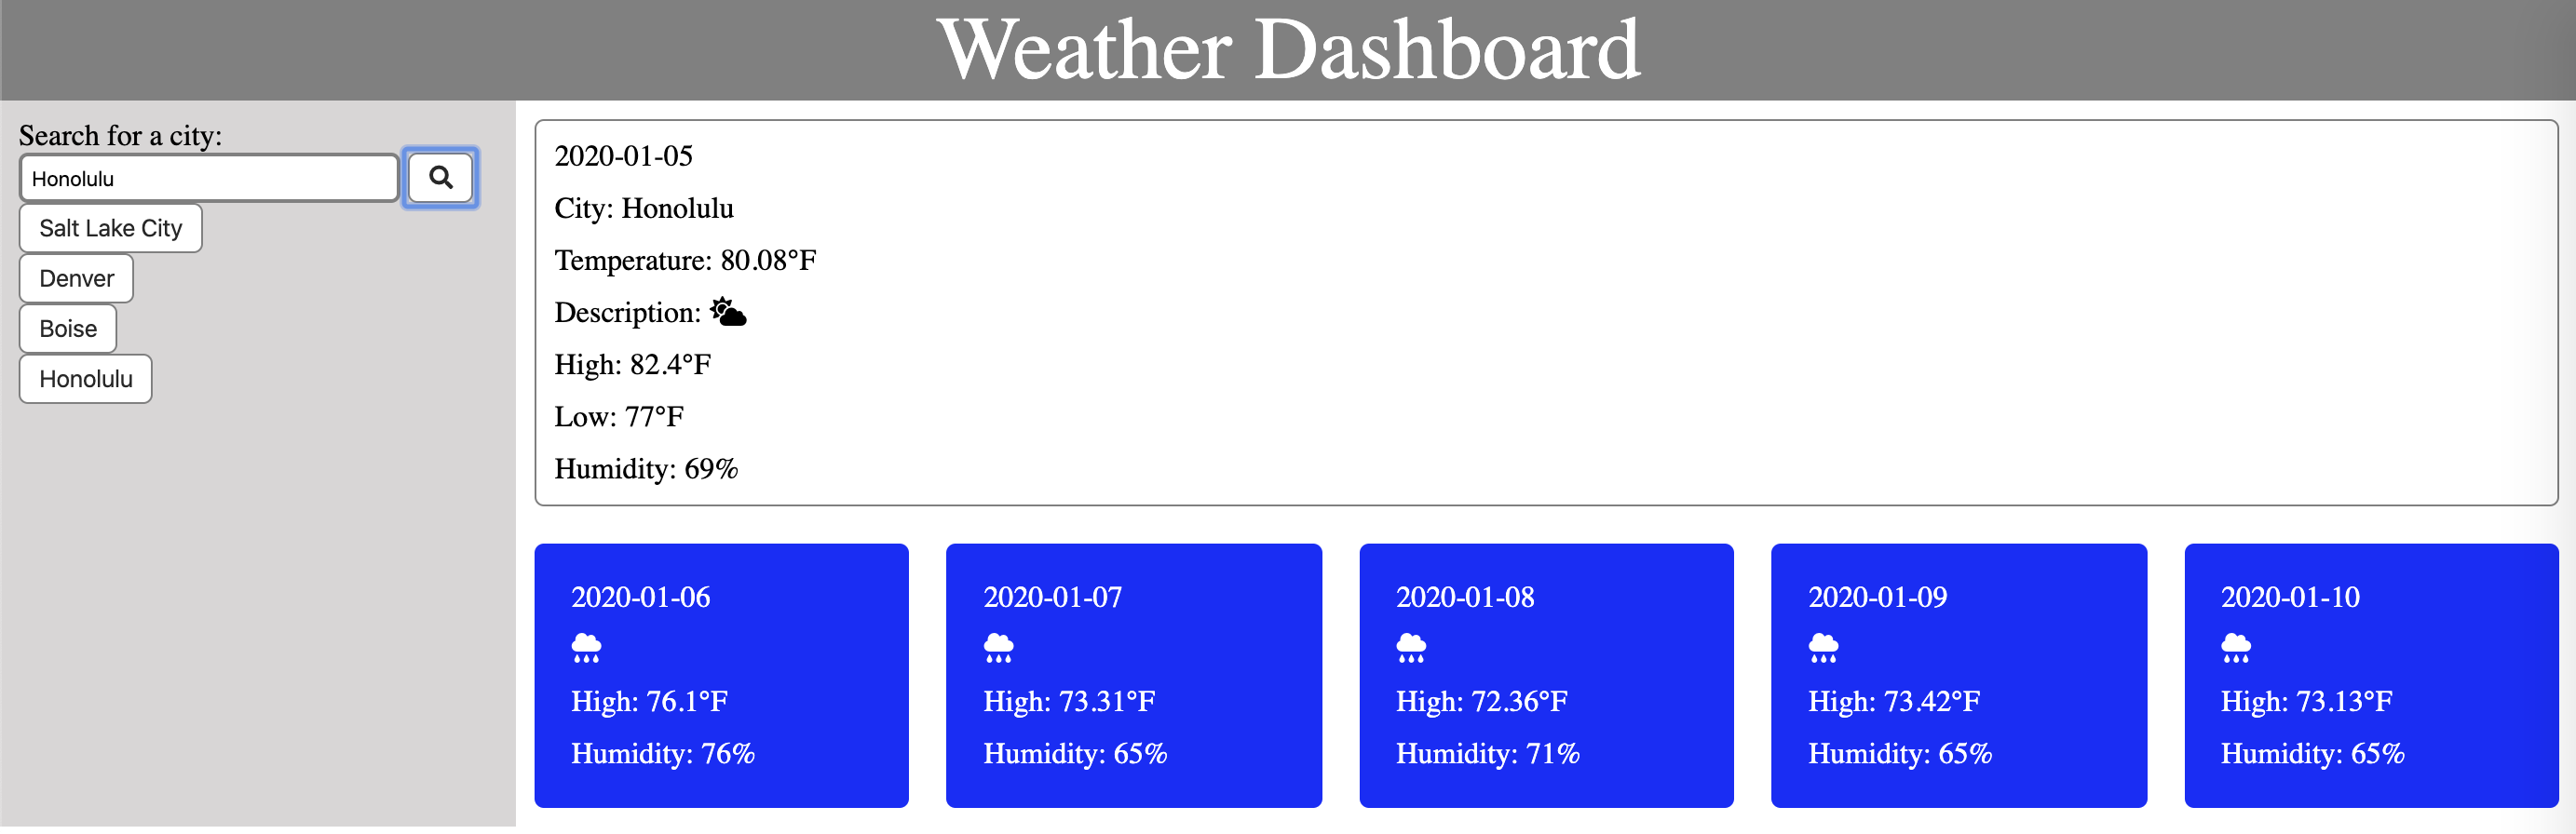 Weather Dashboard
Search for a city:
Honolulu
Salt Lake City
Denver
Boise
Honolulu
2020-01-05
City: Honolulu
Temperature: 80.08°F
Description:
High: 82.4°F
Low: 77°F
Humidity: 69%
2020-01-06
High: 76.1°F
Humidity: 76%
2020-01-07
High: 73.31°F
Humidity: 65%
2020-01-08
High: 72.36°F
Humidity: 71%
2020-01-09
High: 73.42°F
Humidity: 65%
2020-01-10
High: 73.13°F
Humidity: 65%